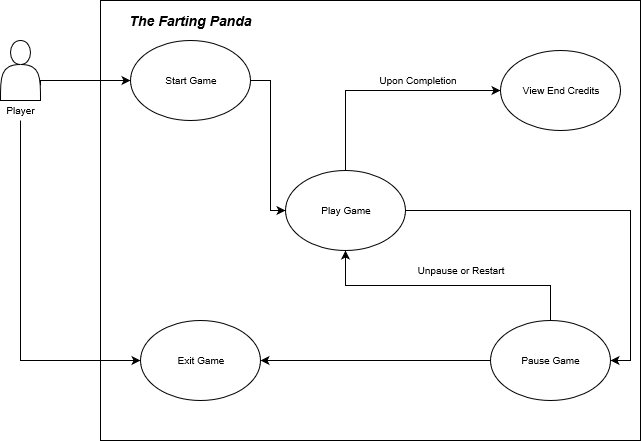 The Farting Panda
Start Game
Upon Completion
View End Credits
Player
Play Game
Unpause or Restart
Exit Game
Pause Game